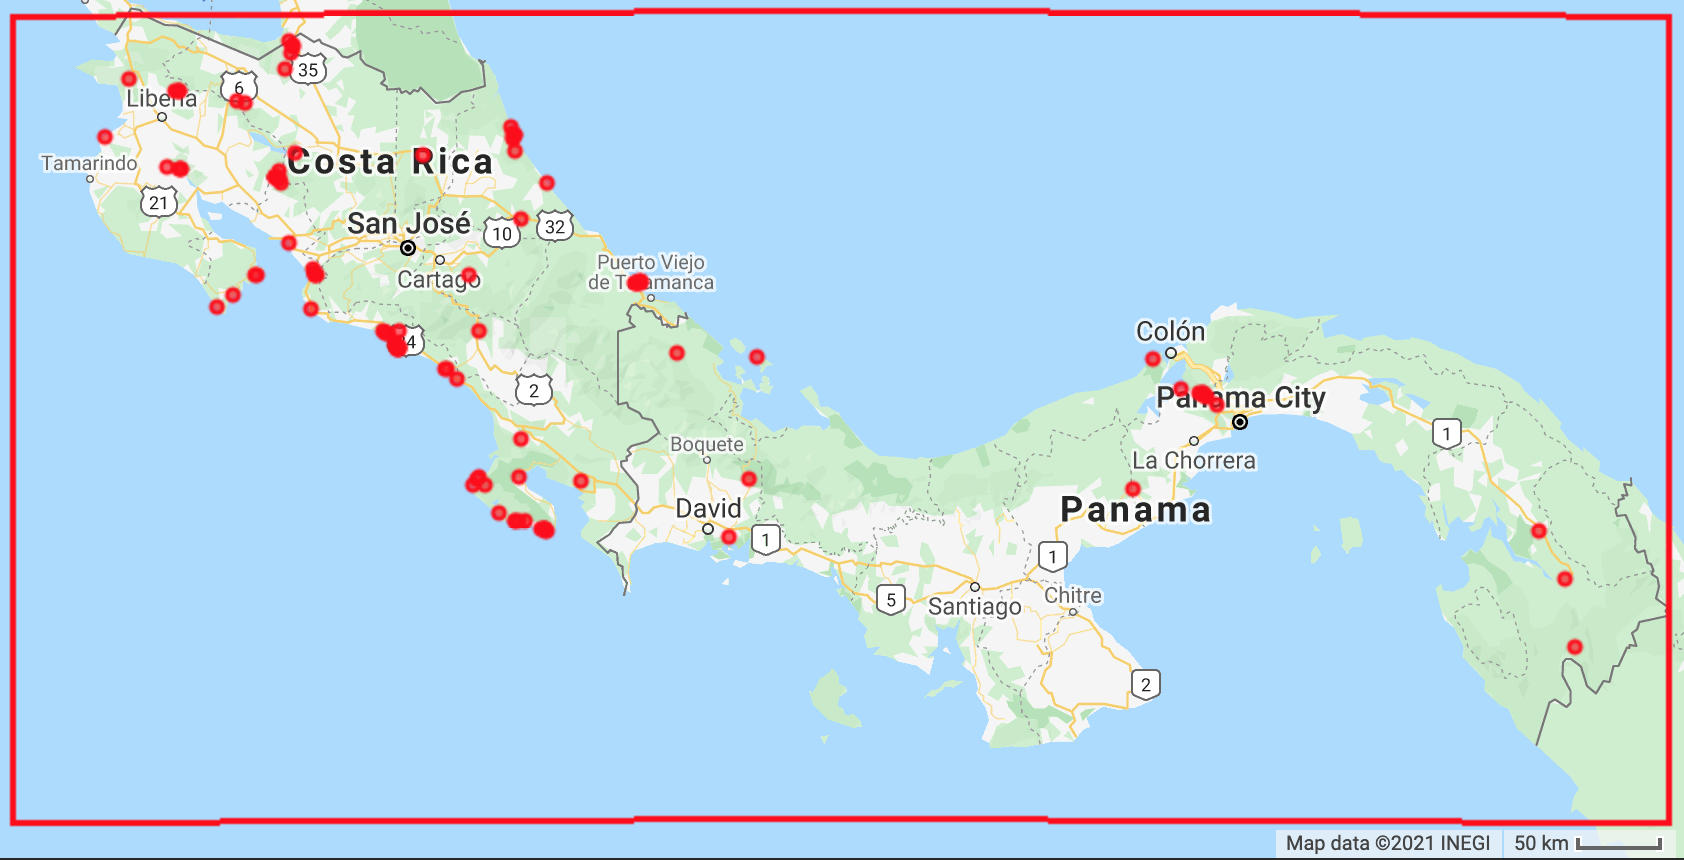 35
6
Liberia
Costa Rica
Tamarindo
21
San José
10
32
Cartago
Puerto Viejo
de Talamanca
4
2
Colón
Panama City
1
Boquete
La Chorrera
David
Panama
1
1
5
Santiago
Chitre
2
Map data ©2021 INEGI
50 km